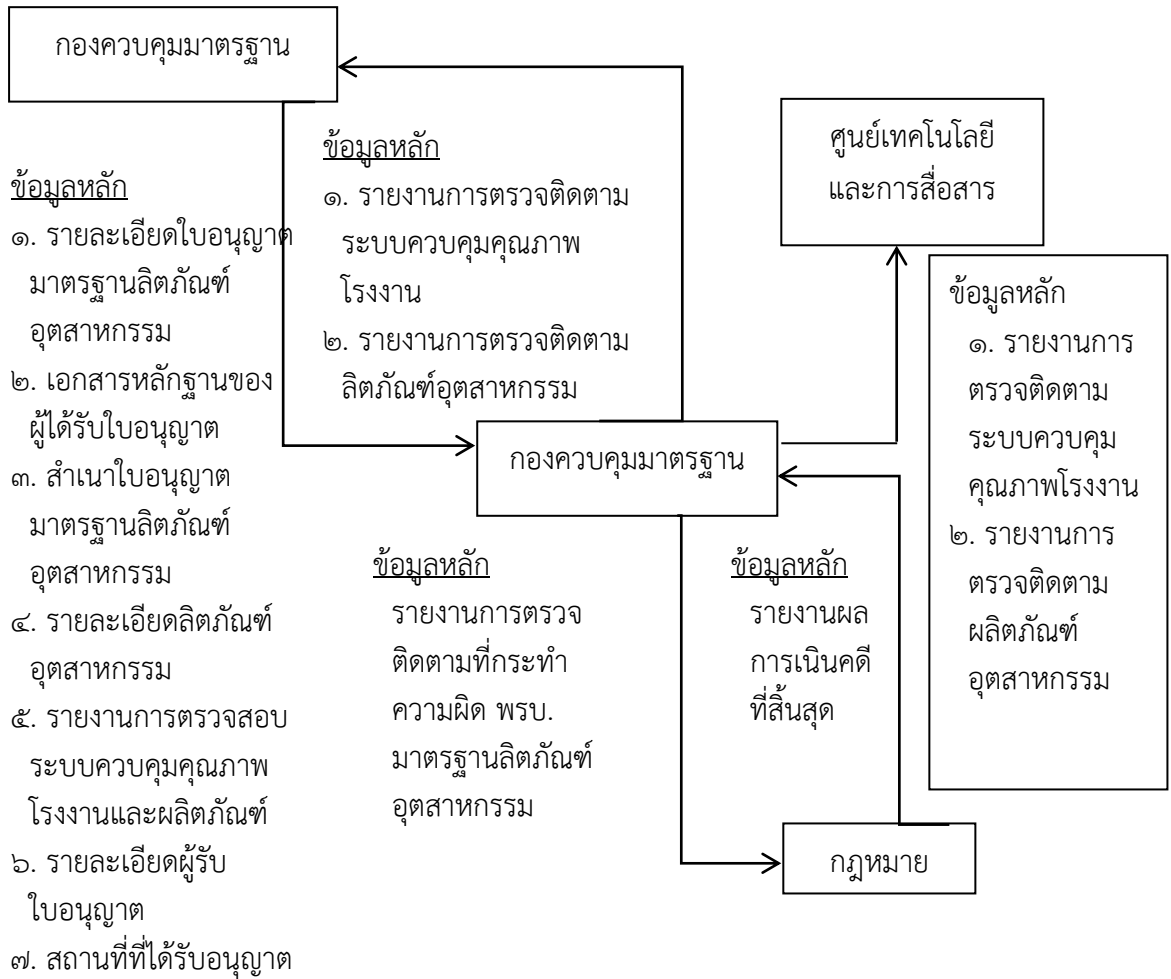 กองควบคุมมาตรฐาน
ข้อมูลหลัก
๑. รายละเอียดใบอนุญาต
มาตรฐานลิตภัณฑ์
อุตสาหกรรม
๒. เอกสารหลักฐานของ
ผู้ได้รับใบอนุญาต
๓. สำเนาใบอนุญาต
มาตรฐานลิตภัณฑ์
อุตสาหกรรม
๔. รายละเอียดลิตภัณฑ์
อุตสาหกรรม
๕. รายงานการตรวจสอบ
ระบบควบคุมคุณภาพ
โรงงานและผลิตภัณฑ์
๖. รายละเอียดผู้รับ
ใบอนุญาต
๗. สถานที่ที่ได้รับอนุญาต
ข้อมูลหลัก
๑. รายงานการตรวจติดตาม
ระบบควบคุมคุณภาพ
โรงงาน
๒. รายงานการตรวจติดตาม
ลิตภัณฑ์อุตสาหกรรม
ศูนย์เทคโนโลยี
และการสื่อสาร
ข้อมูลหลัก
๑. รายงานการ
ตรวจติดตาม
ระบบควบคุม
คุณภาพโรงงาน
๒. รายงานการ
ตรวจติดตาม
ผลิตภัณฑ์
อุตสาหกรรม
กองควบคุมมาตรฐาน
ข้อมูลหลัก
รายงานการตรวจ
ติดตามที่กระทำ
ความผิด พรบ.
มาตรฐานลิตภัณฑ์
อุตสาหกรรม
ข้อมูลหลัก
รายงานผล
การเนินคดี
ที่สิ้นสุด
กฎหมาย